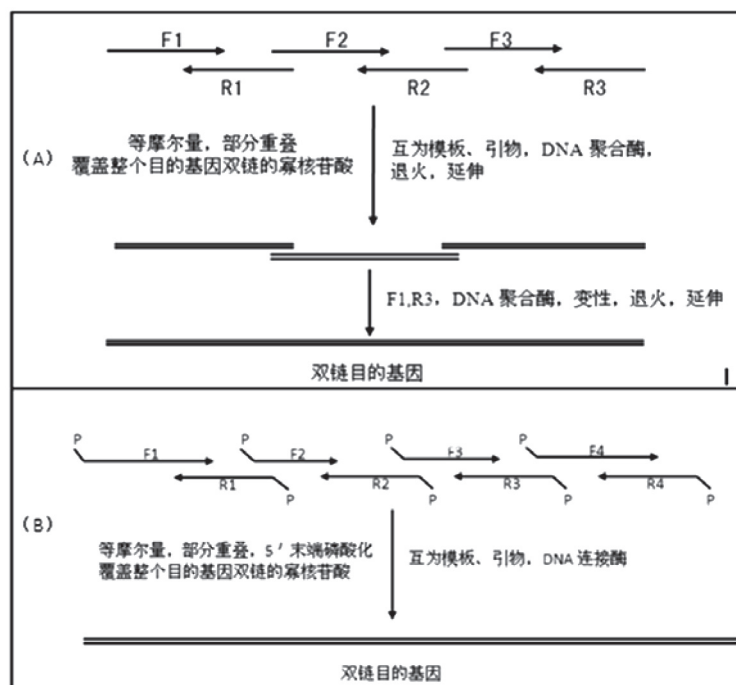 F1 F2 F3
R1 R2 R3
(A)
等摩尔量，部分重叠
覆盖整个目的基因双链的寡核苷酸
互为模板、引物，DNA 聚合酶，
退火，延伸
F1,R3，DNA 聚合酶，变性，退火，延伸
双链目的基因
P P P P
F1 F2 F3 F4
R1 R2 R3 R4
P P P P
(B)
等摩尔量，部分重叠，5′末端磷酸化
覆盖整个目的基因双链的寡核苷酸
互为模板、引物，DNA 连接酶
双链目的基因